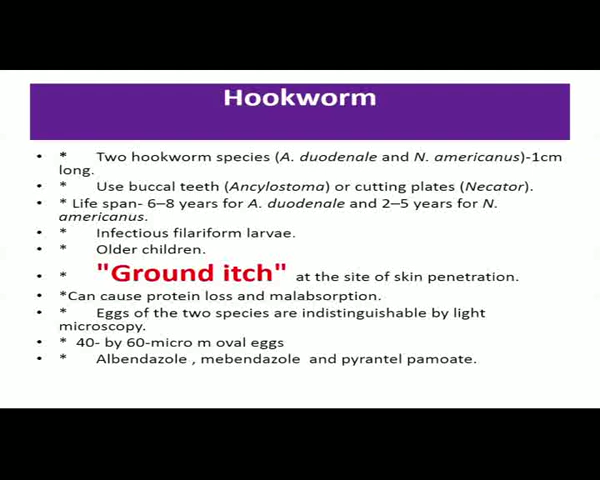 Hookworm
• * Two hookworm species (A. duodenale and N. americanus)-1cm
long.
• * Use buccal teeth (Ancylostoma) or cutting plates (Necator).
• * Life span- 6–8 years for A. duodenale and 2–5 years for N.
americanus.
• * Infectious filariform larvae.
• * Older children.
• * "Ground itch" at the site of skin penetration.
• *Can cause protein loss and malabsorption.
• * Eggs of the two species are indistinguishable by light
microscopy.
• * 40- by 60-micro m oval eggs
• * Albendazole , mebendazole and pyrantel pamoate.